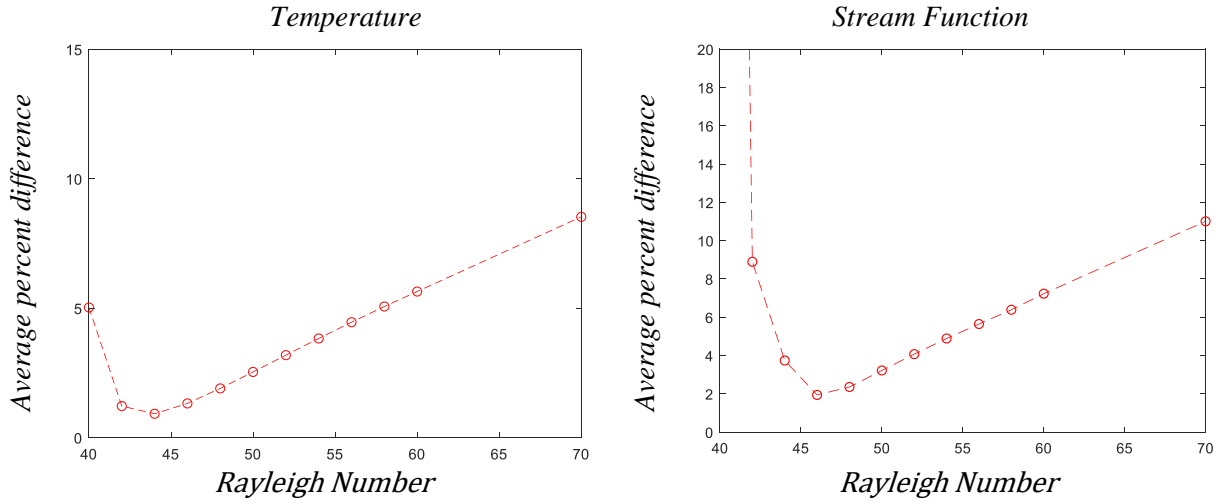 Temperature
Average percent difference
15
10
5
0
40 45 50 55 60 65 70
Rayleigh Number
Stream Function
Average percent difference
20
18
16
14
12
10
8
6
4
2
0
40 45 50 55 60 65 70
Rayleigh Number